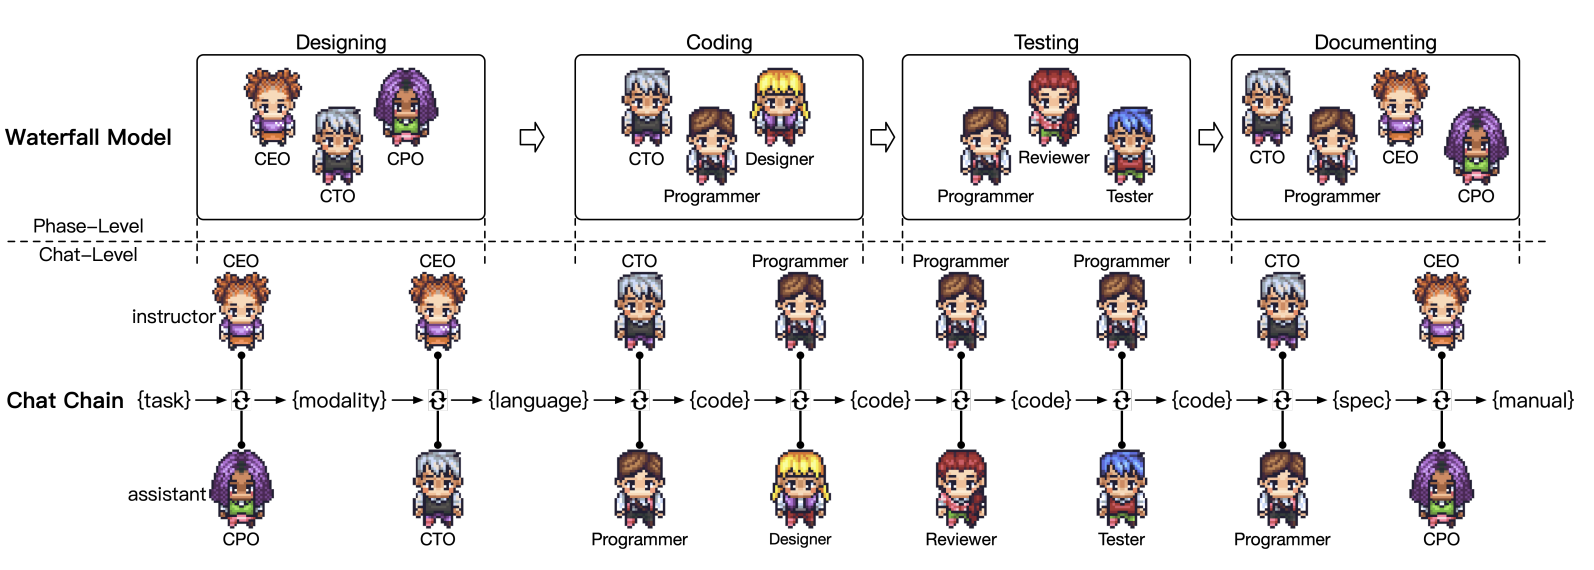 Designing Coding Testing Documenting
Waterfall Model
CEO CTO CPO
CTO Programmer Designer
Programmer Reviewer Tester
CTO Programmer CEO CPO
Phase-Level
Chat-Level
CEO CEO CTO Programmer Programmer Programmer CTO CEO
instructor
Chat Chain {task} {modality} {language} {code} {code} {code} {code} {spec} {manual}
assistant
CPO CTO Programmer Designer Reviewer Tester Programmer CPO